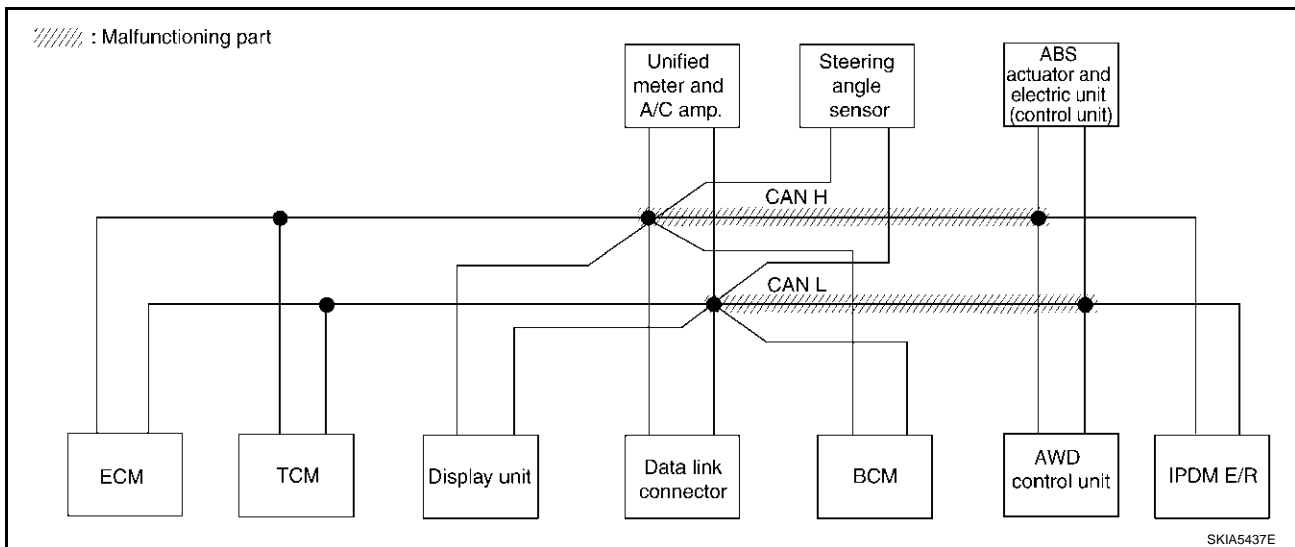 : Malfunctioning part
Unified
meter and
A/C amp.
Steering
angle
sensor
ABS
actuator and
electric unit
(control unit)
CAN H
CAN L
ECM
TCM
Display unit
Data link
connector
BCM
AWD
control unit
IPDM E/R
SKIA5437E